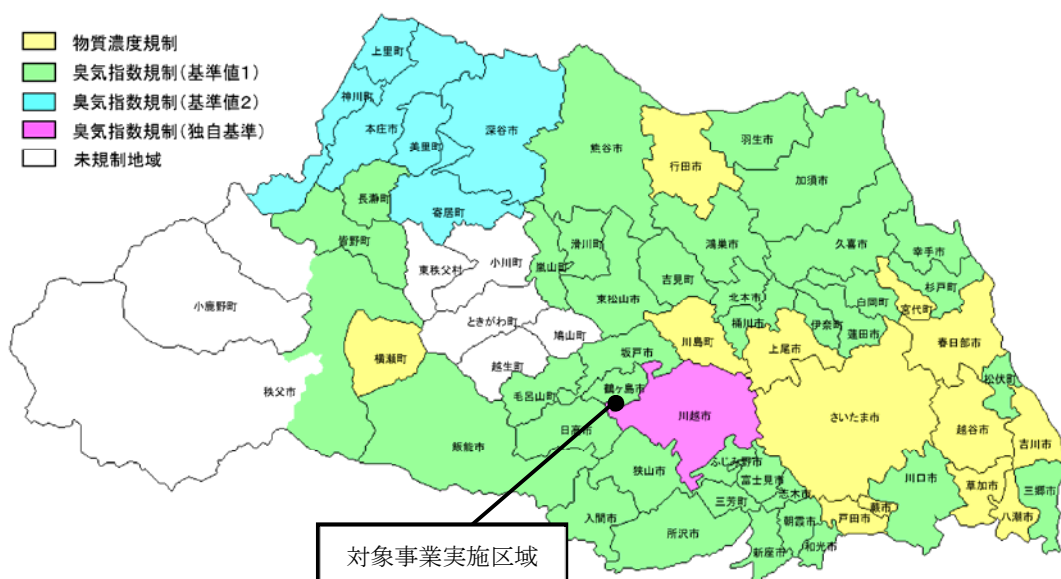 物質濃度規制
臭気指数規制(基準値1)
臭気指数規制(基準値2)
臭気指数規制(独自基準)
未規制地域
上里町
神川町
本庄市
美里町
深谷市
寄居町
長瀞町
皆野町
熊谷市
行田市
羽生市
加須市
小鹿野町
東秩父村
小川町
嵐山町
滑川町
吉見町
鴻巣市
久喜市
幸手市
杉戸町
宮代町
白岡町
東松山市
北本市
桶川市
伊奈町
蓮田市
春日部市
ときがわ町
鳩山町
川島町
上尾市
横瀬町
秩父市
越生町
坂戸市
松伏町
毛呂山町
鶴ヶ島市
川越市
さいたま市
越谷市
吉川市
日高市
飯能市
狭山市
ふじみ野市
富士見市
川口市
草加市
三郷市
入間市
三芳町
志木市
蕨市
戸田市
八潮市
所沢市
朝霞市
新座市
和光市
対象事業実施区域